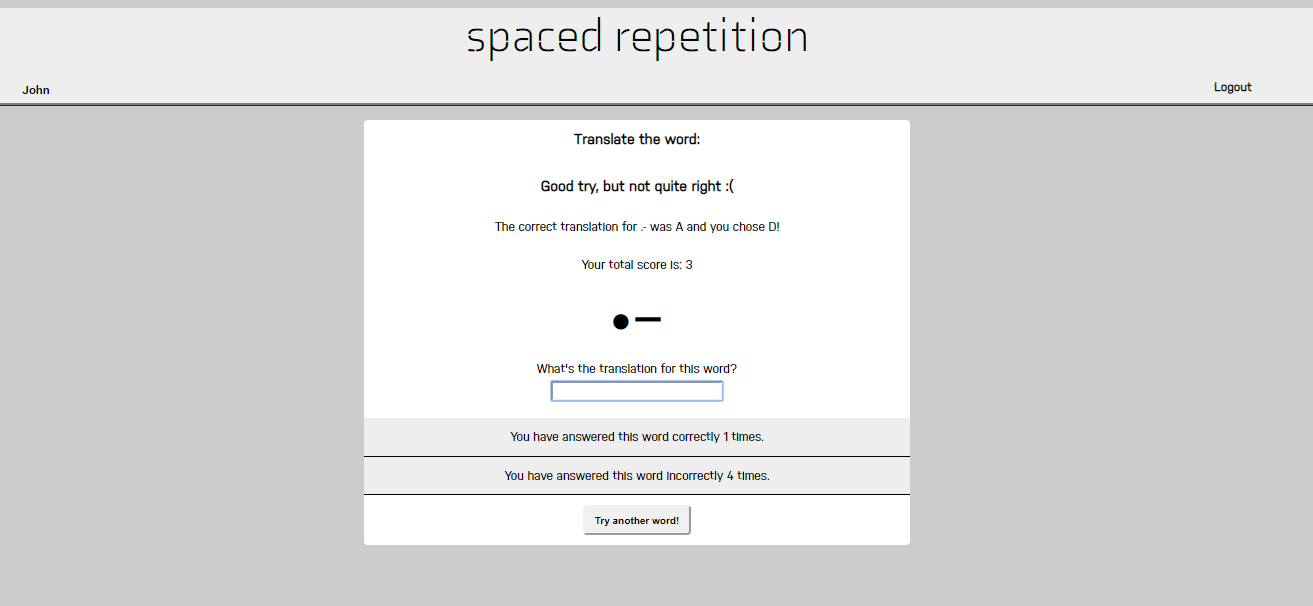 spaced repetition
John
Logout
Translate the word:
Good try, but not quite right :(
The correct translation for .- was A and you chose D!
Your total score is: 3
●–
What's the translation for this word?
You have answered this word correctly 1 times.
You have answered this word incorrectly 4 times.
Try another word!